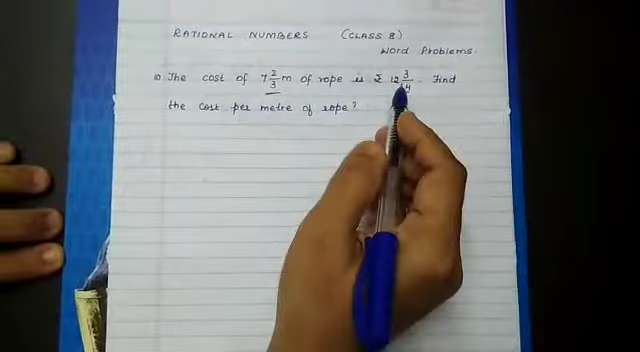 RATIONAL NUMBERS (CLASS 8)
Word Problems.
10 The cost of 7 2/3 m of rope is ₹ 12 3/4. Find
the cost per metre of rope?